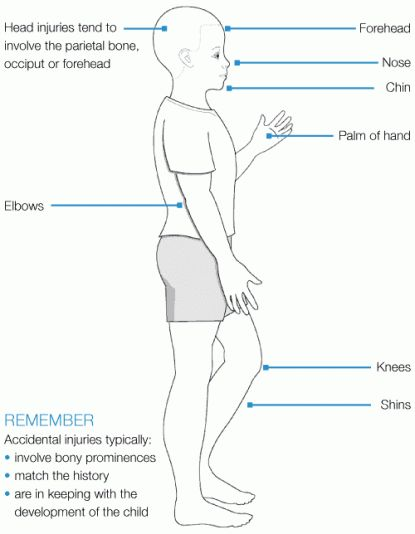 Head injuries tend to
involve the parietal bone,
occiput or forehead
Forehead
Nose
Chin
Palm of hand
Elbows
Knees
Shins
REMEMBER
Accidental injuries typically:
• involve bony prominences
• match the history
• are in keeping with the
development of the child